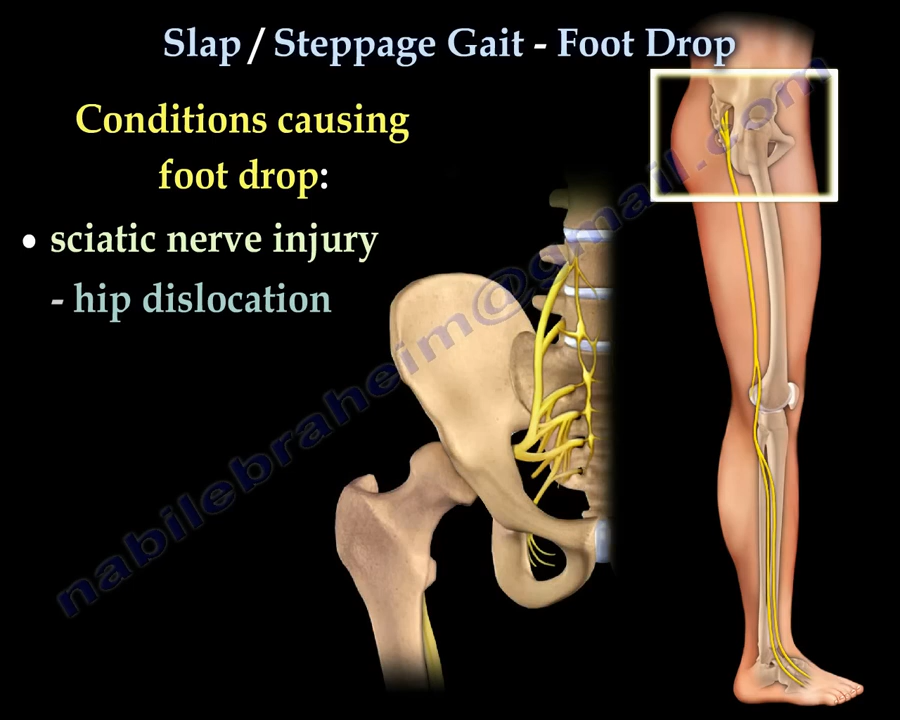 Slap / Steppage Gait - Foot Drop
Conditions causing
foot drop:
• sciatic nerve injury
- hip dislocation
nabilebraheim@gmail.com